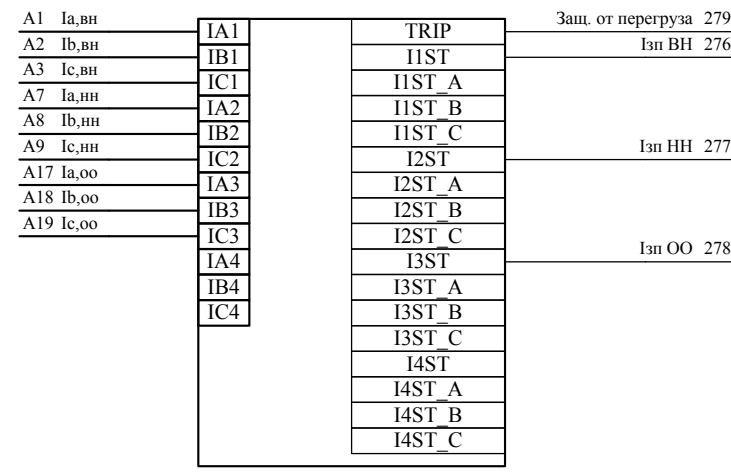 A1 Iа,вн IA1 TRIP Защ. от перегруза 279
A2 Ib,вн IB1 I1ST Iзп ВН 276
A3 Ic,вн IC1 I1ST_A
A7 Iа,нн IA2 I1ST_B
A8 Ib,нн IB2 I1ST_C
A9 Ic,нн IC2 I2ST Iзп НН 277
A17 Iа,оо IA3 I2ST_A
A18 Ib,оо IB3 I2ST_B
A19 Ic,оо IC3 I2ST_C
IA4 I3ST Iзп ОО 278
IB4 I3ST_A
IC4 I3ST_B
I3ST_C
I4ST
I4ST_A
I4ST_B
I4ST_C